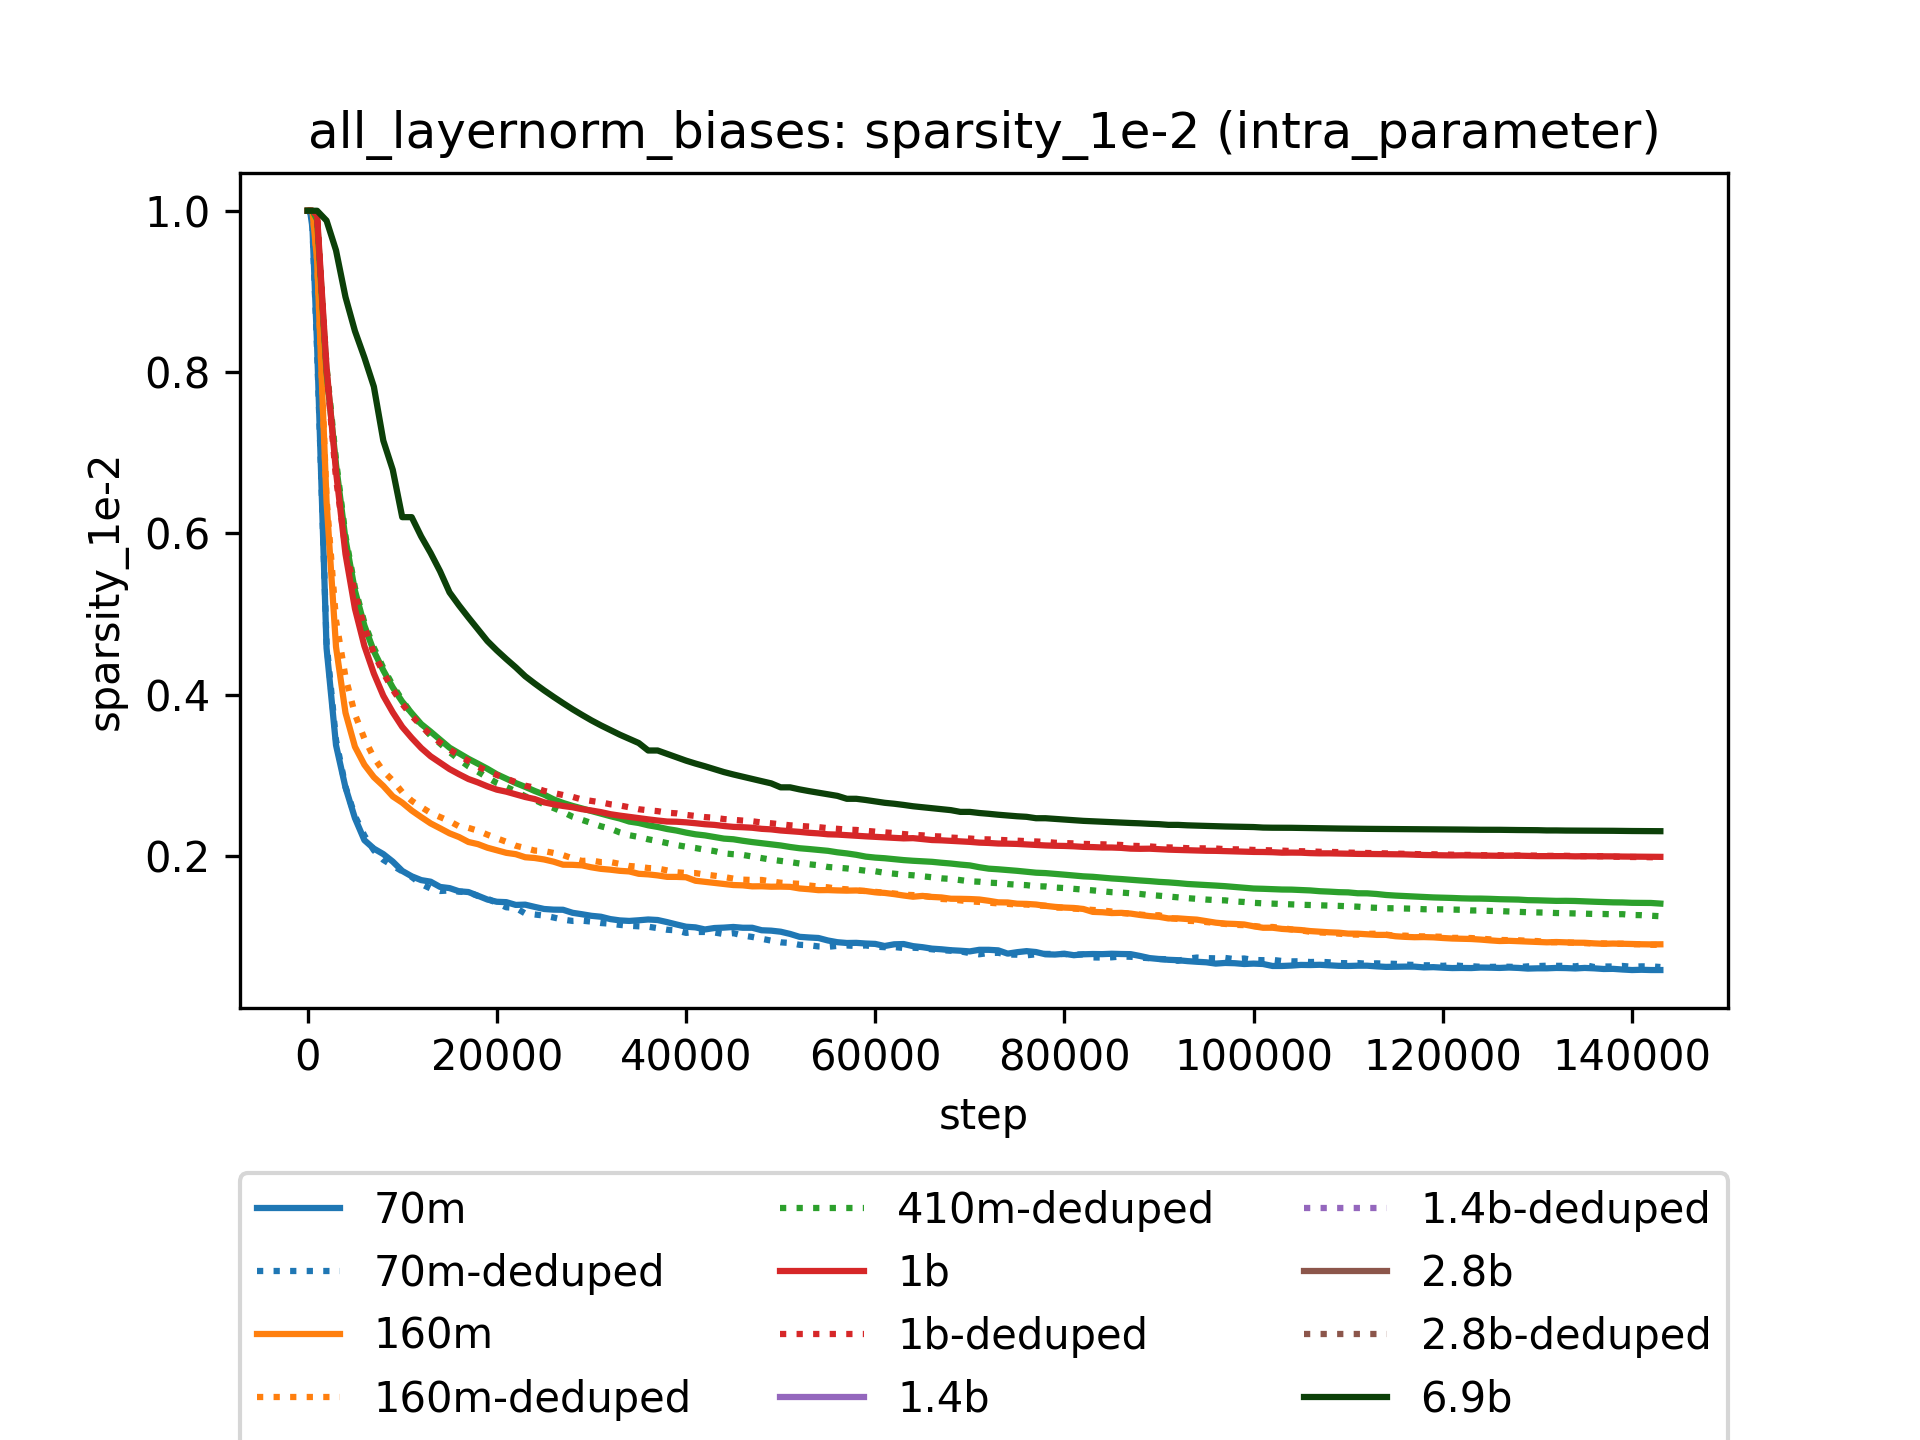 all_layernorm_biases: sparsity_1e-2 (intra_parameter)
1.0
0.8
0.6
0.4
0.2
sparsity_1e-2
0 20000 40000 60000 80000 100000 120000 140000
step
70m 410m-deduped 1.4b-deduped
70m-deduped 1b 2.8b
160m 1b-deduped 2.8b-deduped
160m-deduped 1.4b 6.9b